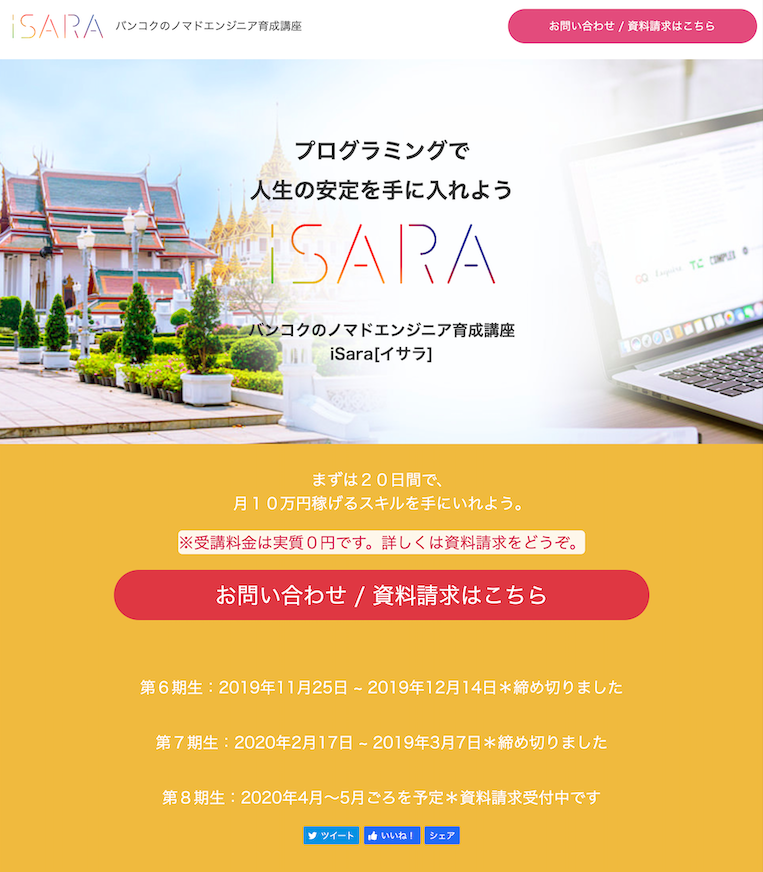 iSARA
バンコクのノマドエンジニア育成講座
お問い合わせ / 資料請求はこちら
プログラミングで
人生の安定を手に入れよう
iSARA
バンコクのノマドエンジニア育成講座
iSara[イサラ]
TC COMPLEX
まずは２０日間で、
月１０万円稼げるスキルを手にいれよう。
※受講料金は実質０円です。詳しくは資料請求をどうぞ。
お問い合わせ / 資料請求はこちら
第６期生：2019年11月25日 ~ 2019年12月14日＊締め切りました
第７期生：2020年2月17日 ~ 2019年3月7日＊締め切りました
第８期生：2020年4月〜5月ごろを予定＊資料請求受付中です
ツイート いいね！ シェア